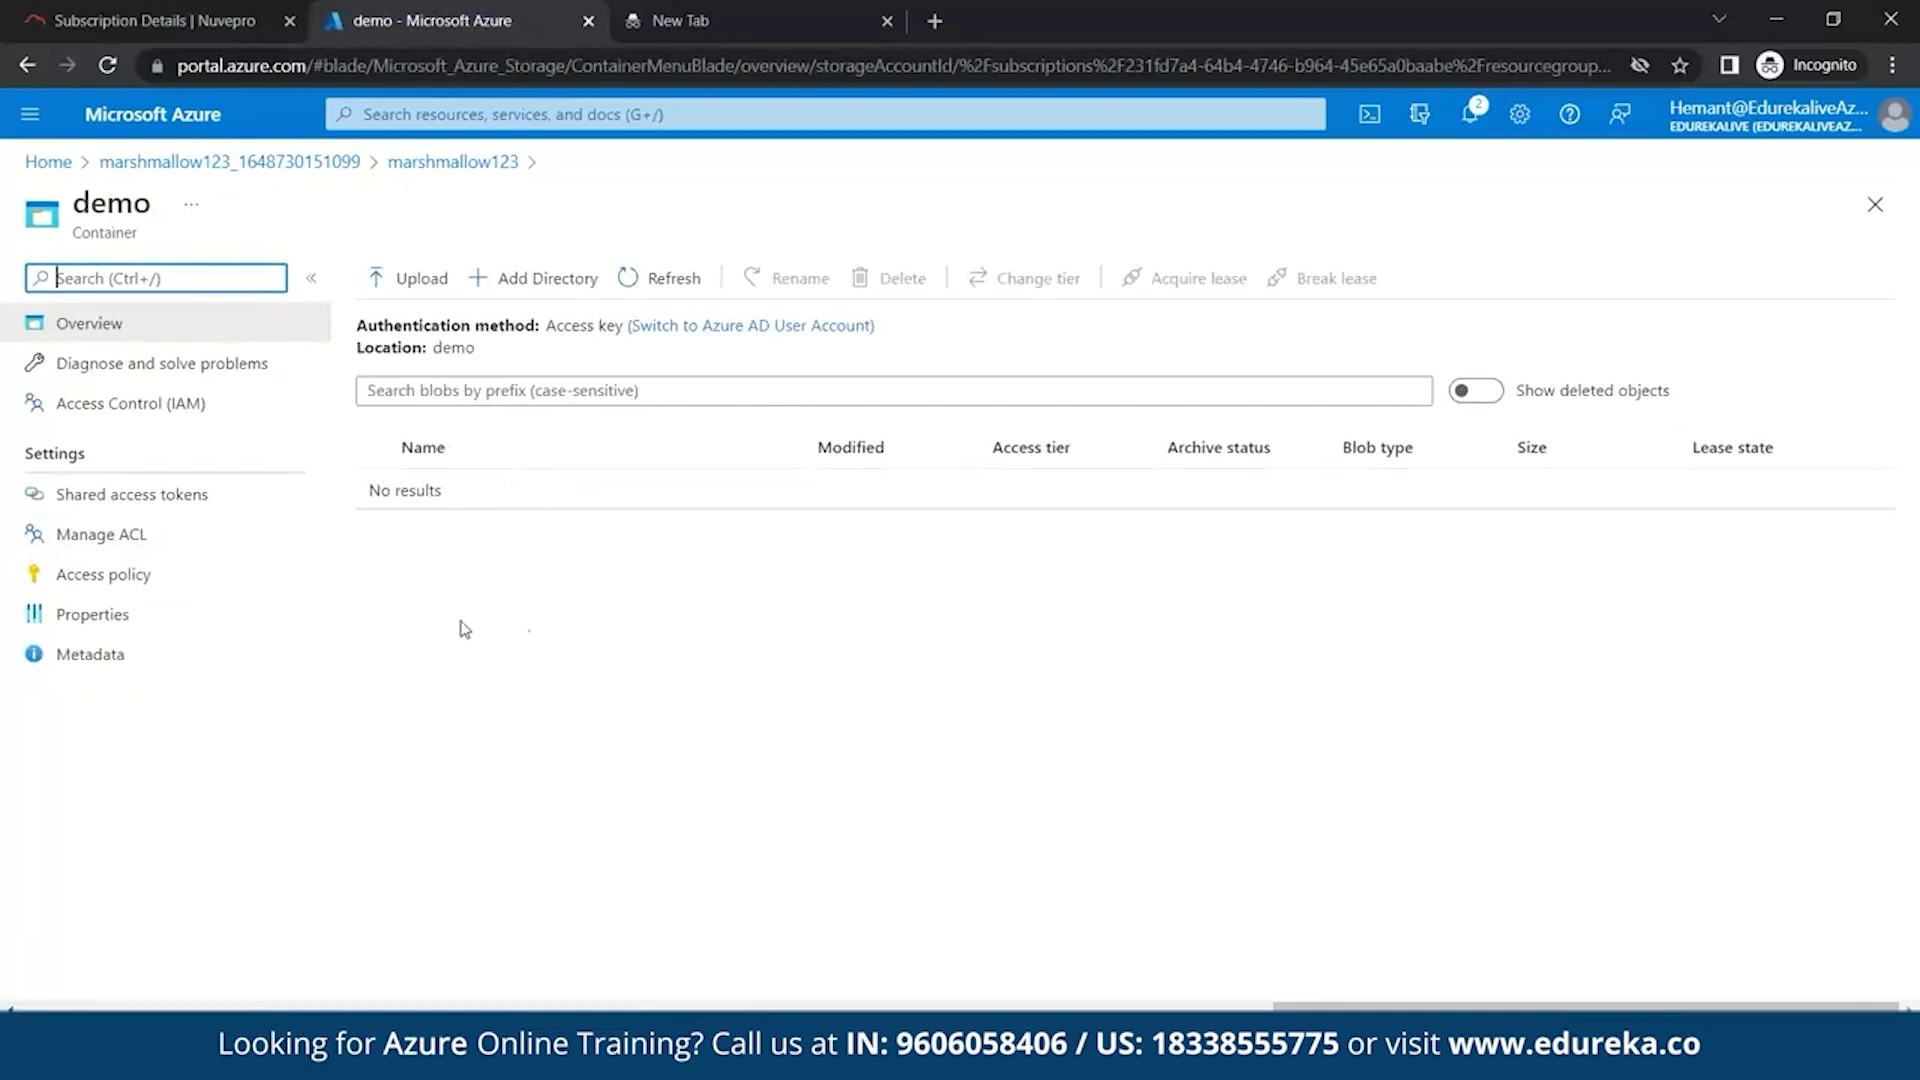 Subscription Details | Nuvepro
demo - Microsoft Azure
New Tab
portal.azure.com/#blade/Microsoft_Azure_Storage/ContainerMenuBlade/overview/storageAccountId/%2Fsubscriptions%2F231fd7a4-64b4-4746-b964-45e65a0baabe%2Fresourcegroup...
Incognito
Microsoft Azure
Search resources, services, and docs (G+/)
2
Hemant@EdurekaliveAz...
EDUREKALIVE (EDUREKALIVEAZ...
Home > marshmallow123_1648730151099 > marshmallow123 >
demo ...
Container
Search (Ctrl+/)
«
Upload
Add Directory
Refresh
Rename
Delete
Change tier
Acquire lease
Break lease
Overview
Diagnose and solve problems
Access Control (IAM)
Settings
Shared access tokens
Manage ACL
Access policy
Properties
Metadata
Authentication method: Access key (Switch to Azure AD User Account)
Location: demo
Search blobs by prefix (case-sensitive)
Show deleted objects
Name Modified Access tier Archive status Blob type Size Lease state
No results
Looking for Azure Online Training? Call us at IN: 9606058406 / US: 18338555775 or visit www.edureka.co